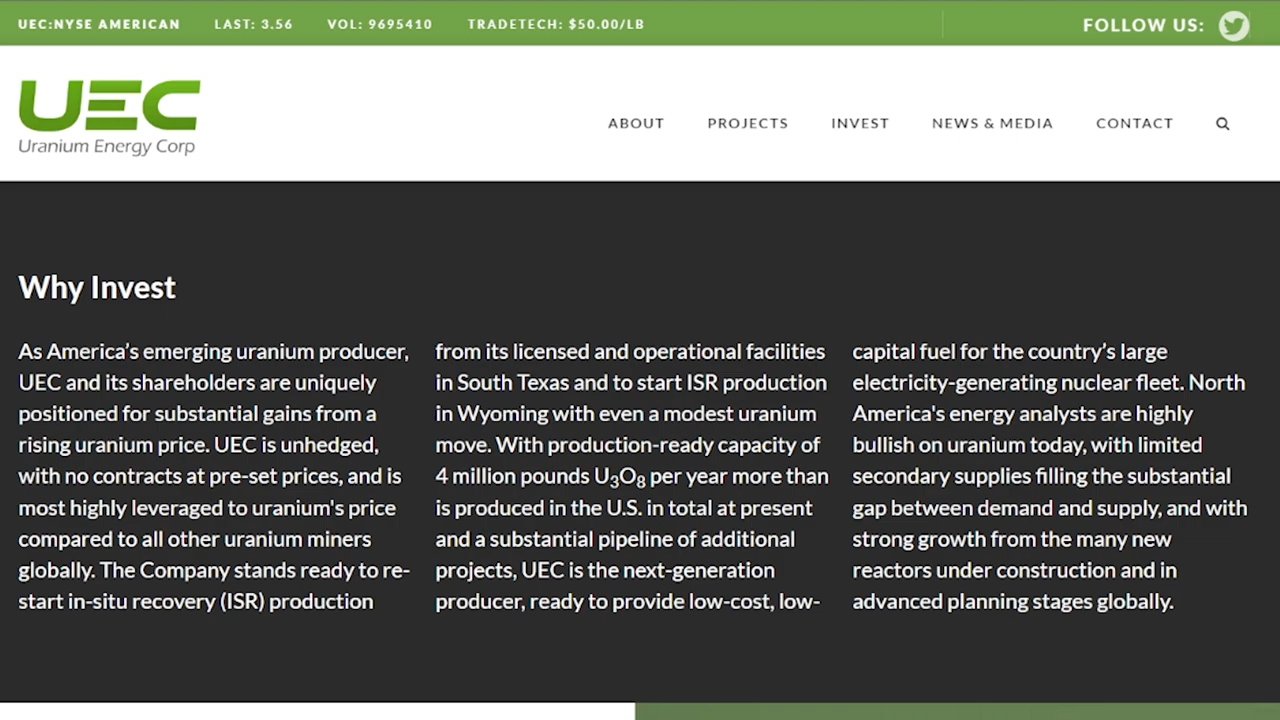 UEC:NYSE AMERICAN LAST: 3.56 VOL: 9695410 TRADETECH: $50.00/LB FOLLOW US:
UEC
Uranium Energy Corp
ABOUT PROJECTS INVEST NEWS & MEDIA CONTACT
Why Invest
As America’s emerging uranium producer,
UEC and its shareholders are uniquely
positioned for substantial gains from a
rising uranium price. UEC is unhedged,
with no contracts at pre-set prices, and is
most highly leveraged to uranium's price
compared to all other uranium miners
globally. The Company stands ready to re-
start in-situ recovery (ISR) production
from its licensed and operational facilities
in South Texas and to start ISR production
in Wyoming with even a modest uranium
move. With production-ready capacity of
4 million pounds U₃O₈ per year more than
is produced in the U.S. in total at present
and a substantial pipeline of additional
projects, UEC is the next-generation
producer, ready to provide low-cost, low-
capital fuel for the country’s large
electricity-generating nuclear fleet. North
America's energy analysts are highly
bullish on uranium today, with limited
secondary supplies filling the substantial
gap between demand and supply, and with
strong growth from the many new
reactors under construction and in
advanced planning stages globally.